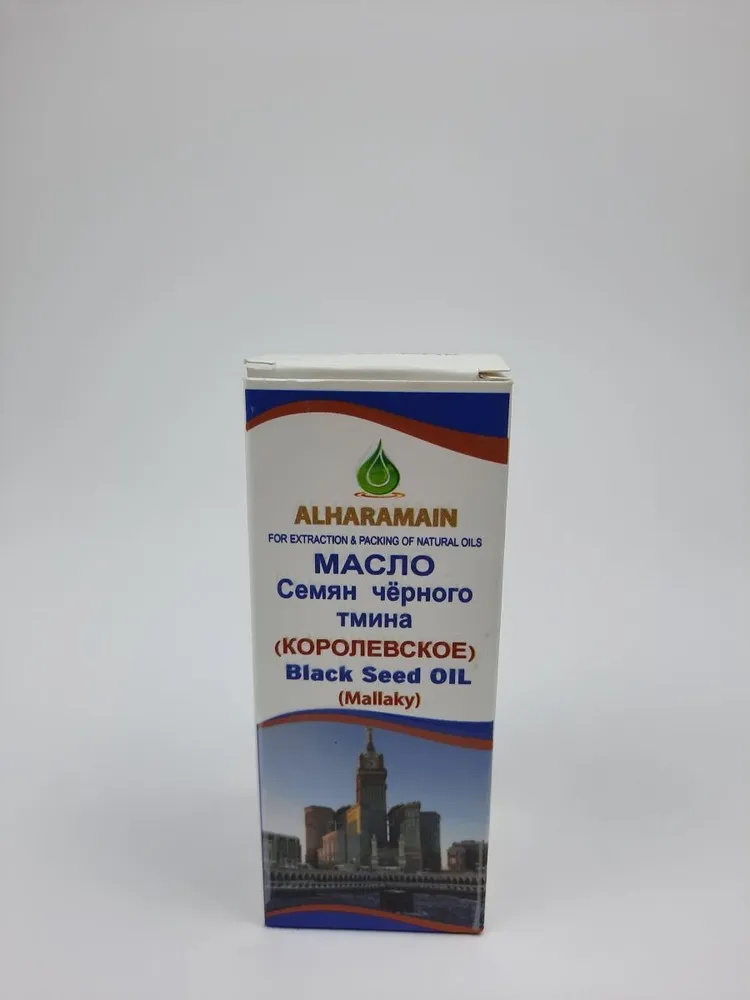 ALHARAMAIN
FOR EXTRACTION & PACKING OF NATURAL OILS
МАСЛО
Семян чёрного
тмина
(КОРОЛЕВСКОЕ)
Black Seed OIL
(Mallaky)